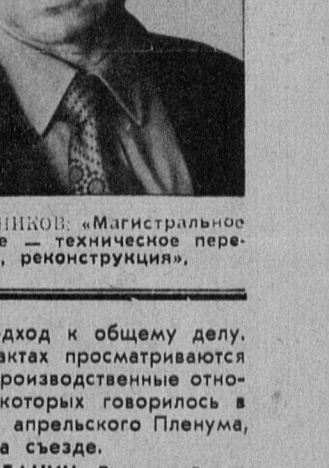 НИКОВ: «Магистральное
е — техническое пере-
, реконструкция».
дход к общему делу.
актах просматриваются
роизводственные отно-
которых говорилось в
апрельского Пленума,
а съезде.